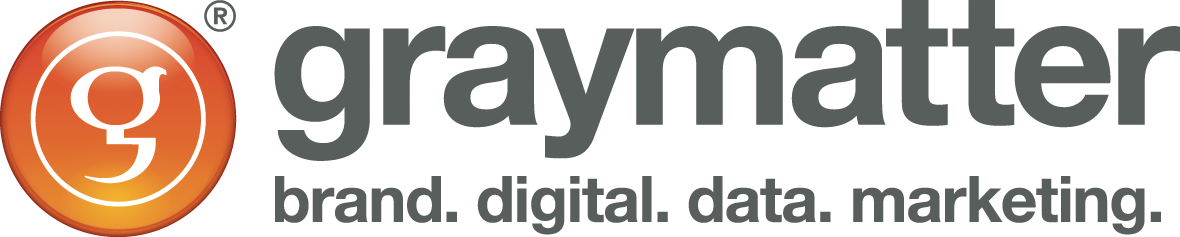 g®
graymatter
brand. digital. data. marketing.